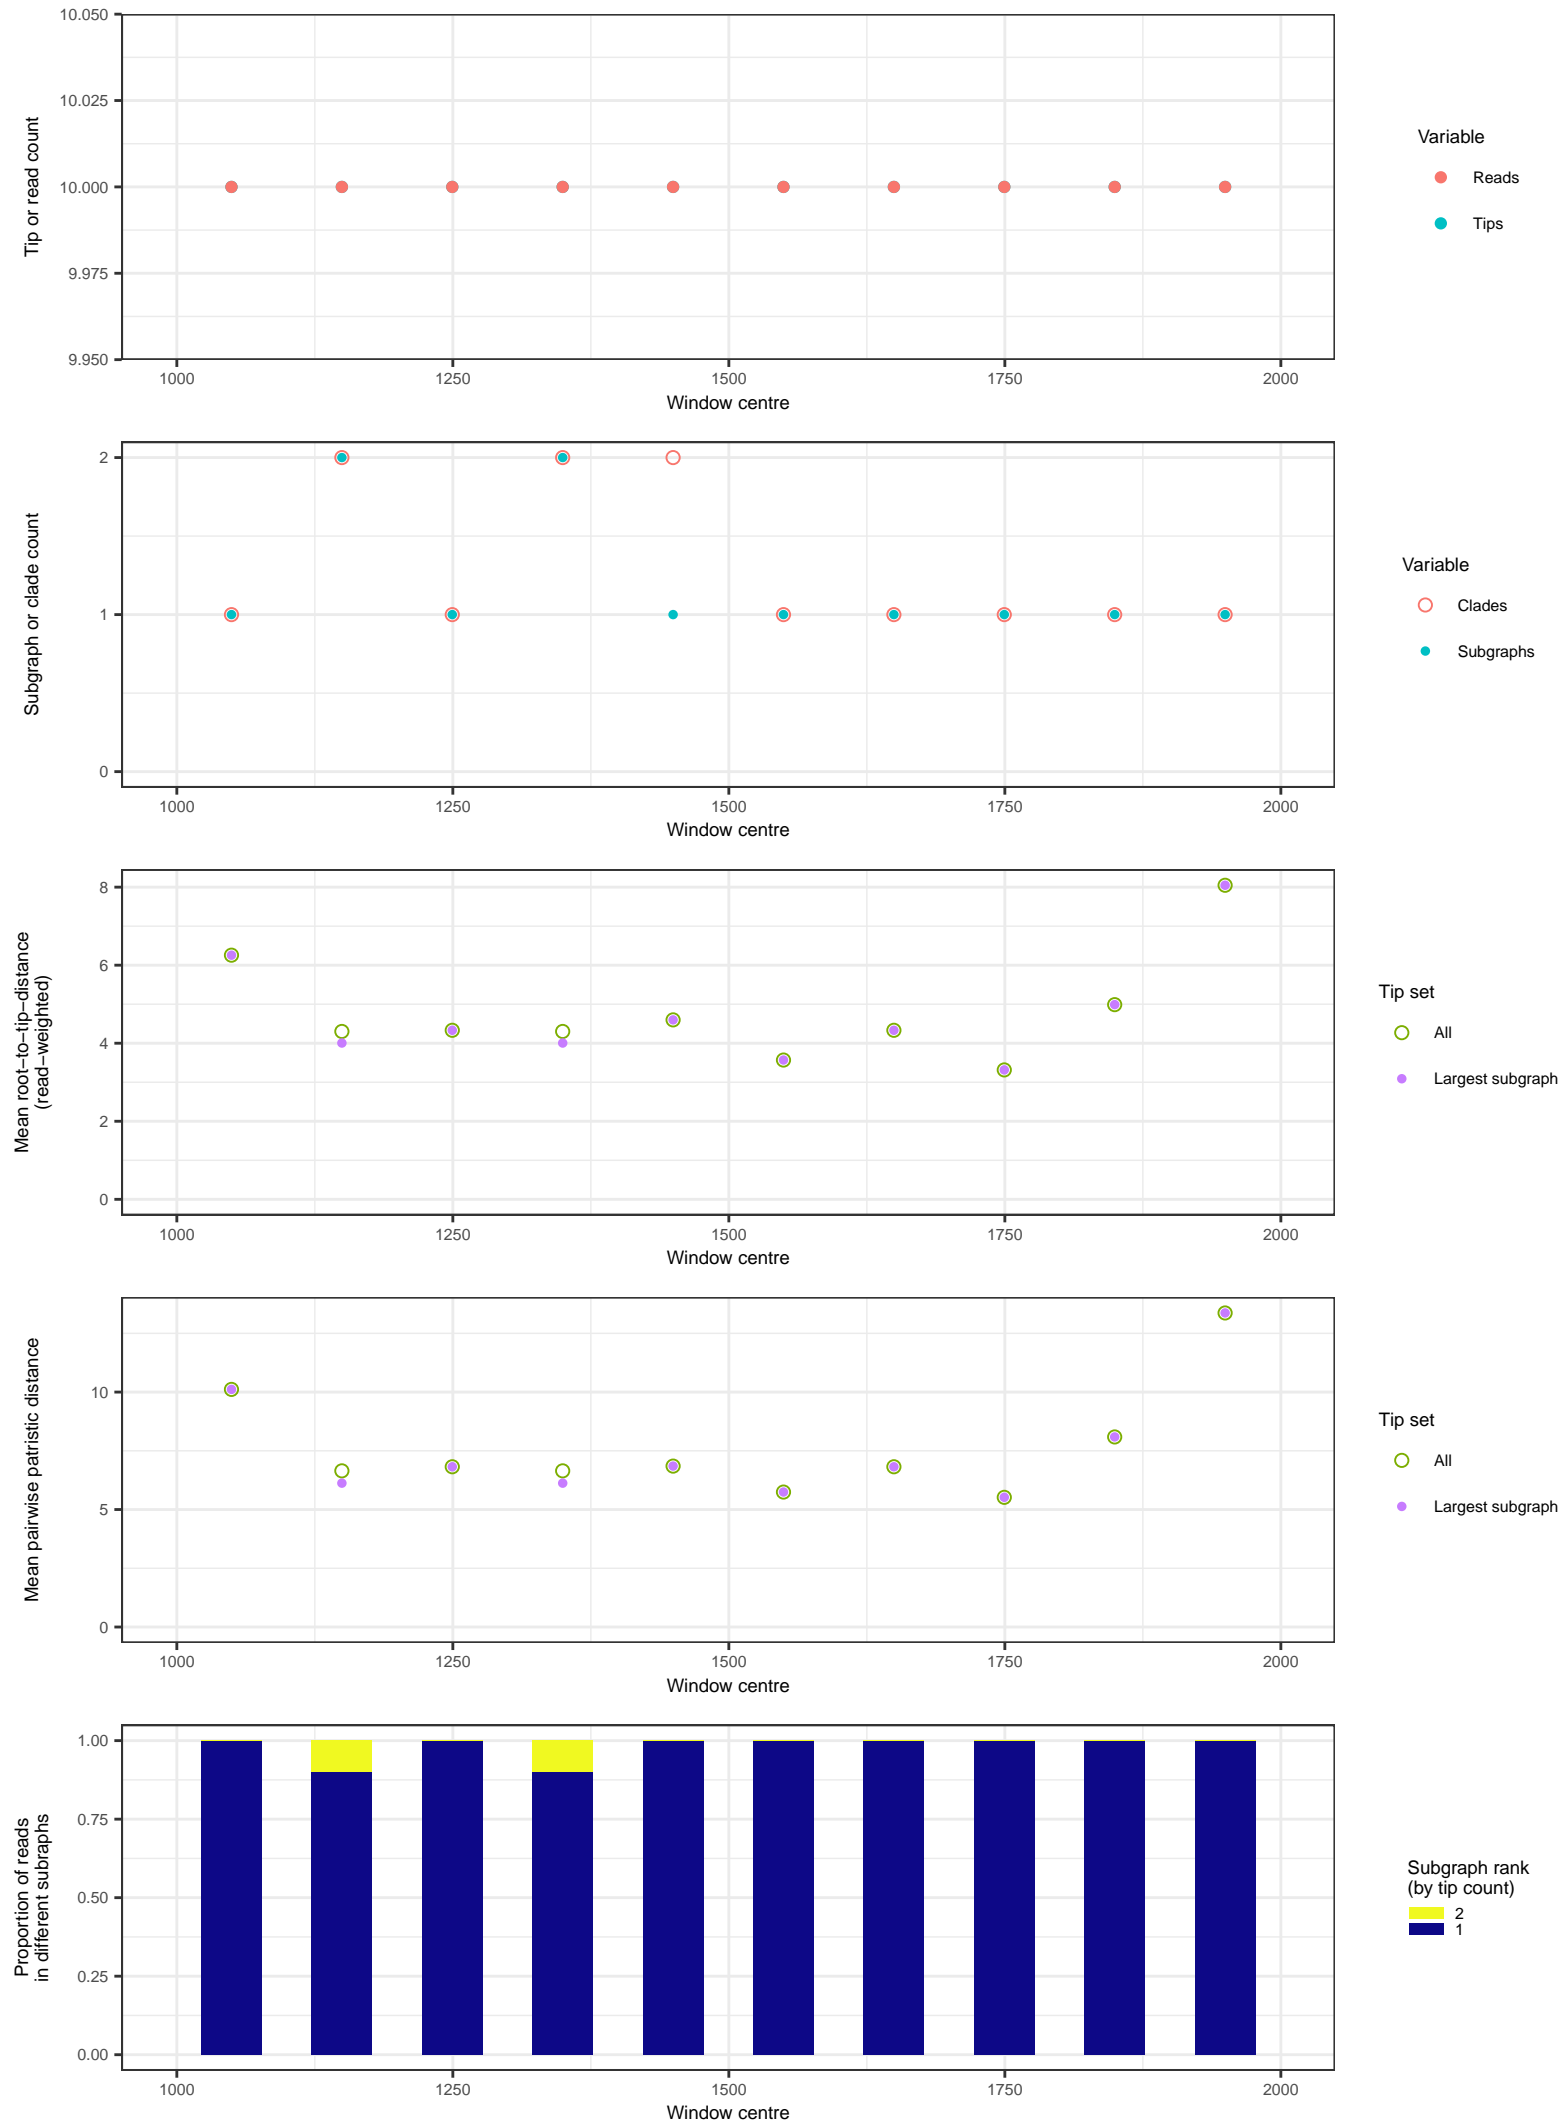 10.050
10.025
10.000
9.975
9.950
Tip or read count
1000 1250 1500 1750 2000
Window centre
Variable
Reads
Tips
2
1
0
Subgraph or clade count
1000 1250 1500 1750 2000
Window centre
Variable
Clades
Subgraphs
8
6
4
2
0
Mean root−to−tip−distance
(read−weighted)
1000 1250 1500 1750 2000
Window centre
Tip set
All
Largest subgraph
10
5
0
Mean pairwise patristic distance
1000 1250 1500 1750 2000
Window centre
Tip set
All
Largest subgraph
1.00
0.75
0.50
0.25
0.00
Proportion of reads
in different subraphs
1000 1250 1500 1750 2000
Window centre
Subgraph rank
(by tip count)
2
1